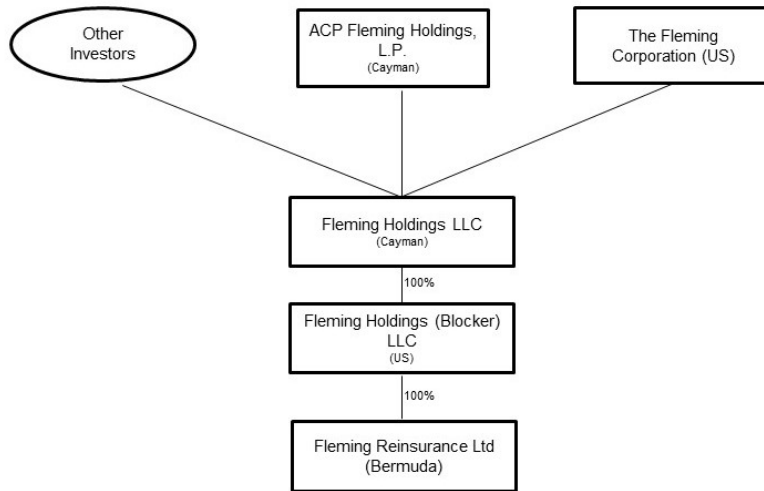 Other
Investors
ACP Fleming Holdings,
L.P.
(Cayman)
The Fleming
Corporation (US)
Fleming Holdings LLC
(Cayman)
100%
Fleming Holdings (Blocker)
LLC
(US)
100%
Fleming Reinsurance Ltd
(Bermuda)